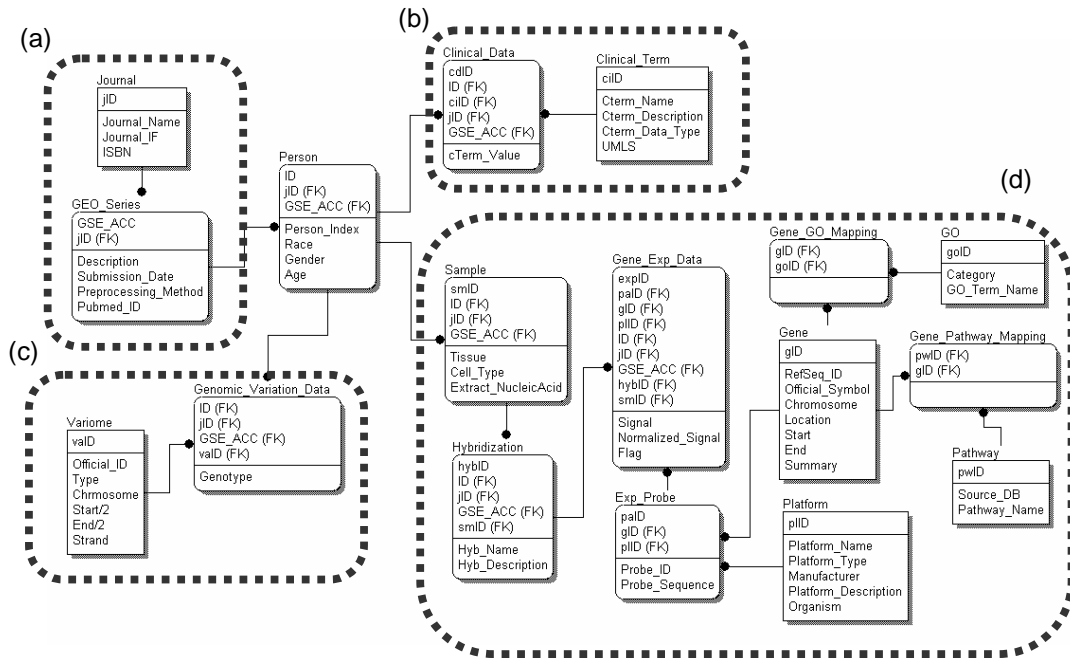 (a)
Journal
jID
Journal_Name
Journal_IF
ISBN
GEO_Series
GSE_ACC
jID (FK)
Description
Submission_Date
Preprocessing_Method
Pubmed_ID
Person
ID
jID (FK)
GSE_ACC (FK)
Person_Index
Race
Gender
Age
(b)
Clinical_Data
cdID
ID (FK)
ciID (FK)
jID (FK)
GSE_ACC (FK)
cTerm_Value
Clinical_Term
ciID
Cterm_Name
Cterm_Description
Cterm_Data_Type
UMLS
(c)
Variome
vaID
Official_ID
Type
Chrmosome
Start/2
End/2
Strand
Genomic_Variation_Data
ID (FK)
jID (FK)
GSE_ACC (FK)
vaID (FK)
Genotype
(d)
Sample
smID
ID (FK)
jID (FK)
GSE_ACC (FK)
Tissue
Cell_Type
Extract_NucleicAcid
Hybridization
hybID
ID (FK)
jID (FK)
GSE_ACC (FK)
smID (FK)
Hyb_Name
Hyb_Description
Gene_Exp_Data
expID
paID (FK)
gID (FK)
plID (FK)
ID (FK)
jID (FK)
GSE_ACC (FK)
hybID (FK)
smID (FK)
Signal
Normalized_Signal
Flag
Exp_Probe
paID
gID (FK)
plID (FK)
Probe_ID
Probe_Sequence
Gene_GO_Mapping
gID (FK)
goID (FK)
GO
goID
Category
GO_Term_Name
Gene
gID
RefSeq_ID
Official_Symbol
Chromosome
Location
Start
End
Summary
Gene_Pathway_Mapping
pwID (FK)
gID (FK)
Pathway
pwID
Source_DB
Pathway_Name
Platform
plID
Platform_Name
Platform_Type
Manufacturer
Platform_Description
Organism